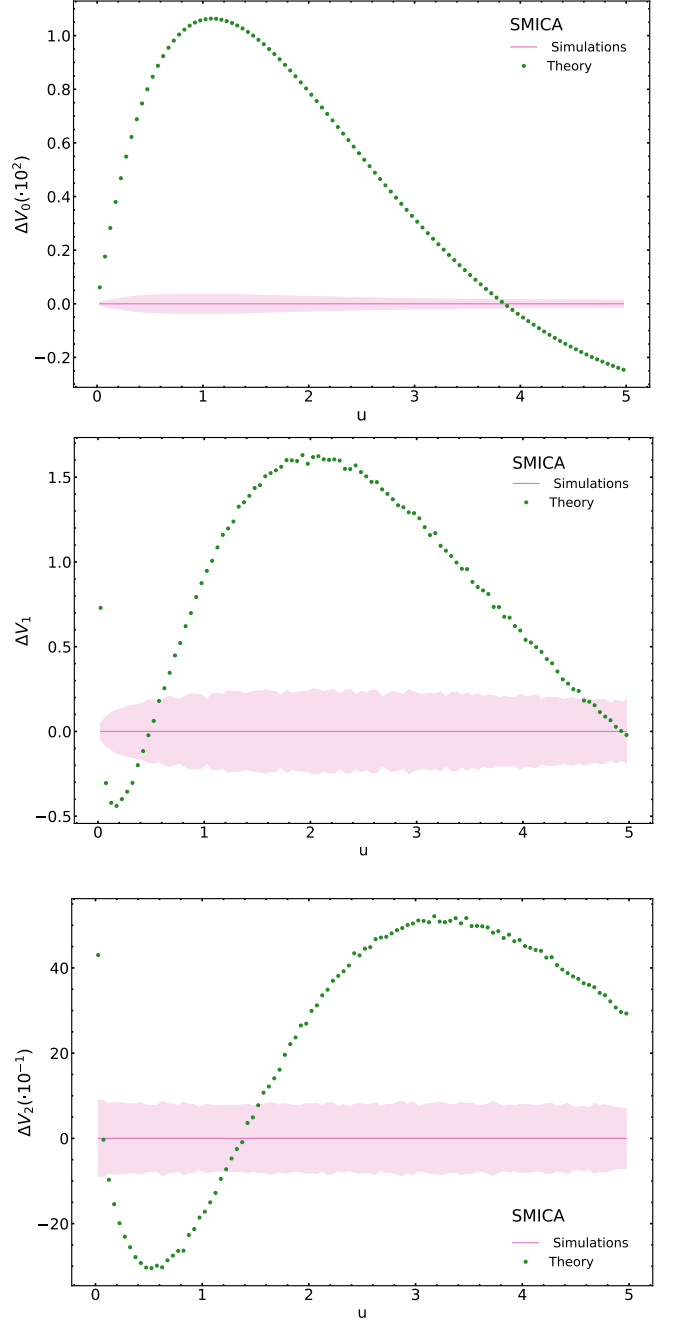 SMICA
Simulations
Theory
1.0
0.8
0.6
0.4
0.2
0.0
−0.2
ΔV₀(·10²)
0 1 2 3 4 5
u
SMICA
Simulations
Theory
1.5
1.0
0.5
0.0
−0.5
ΔV₁
0 1 2 3 4 5
u
40
20
0
−20
ΔV₂(·10⁻¹)
SMICA
Simulations
Theory
0 1 2 3 4 5
u